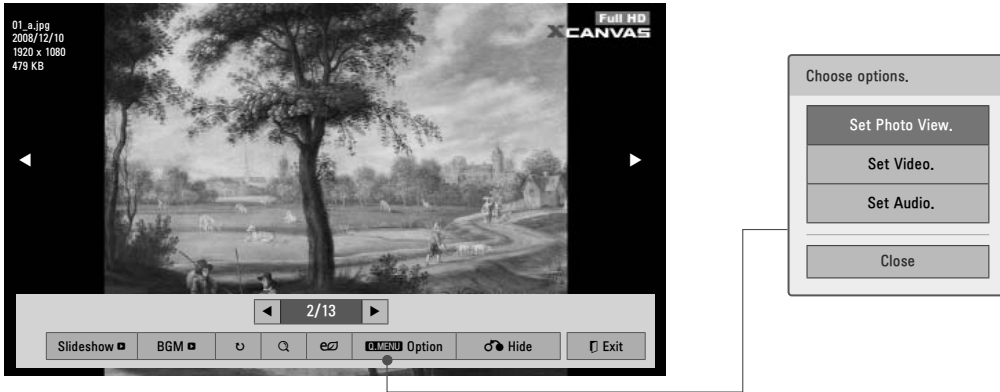 01_a.jpg
2008/12/10
1920 x 1080
479 KB
Full HD
XCANVAS
◀
▶
◀ 2/13 ▶
Slideshow BGM Q.MENU Option Hide Exit
Choose options.
Set Photo View.
Set Video.
Set Audio.
Close